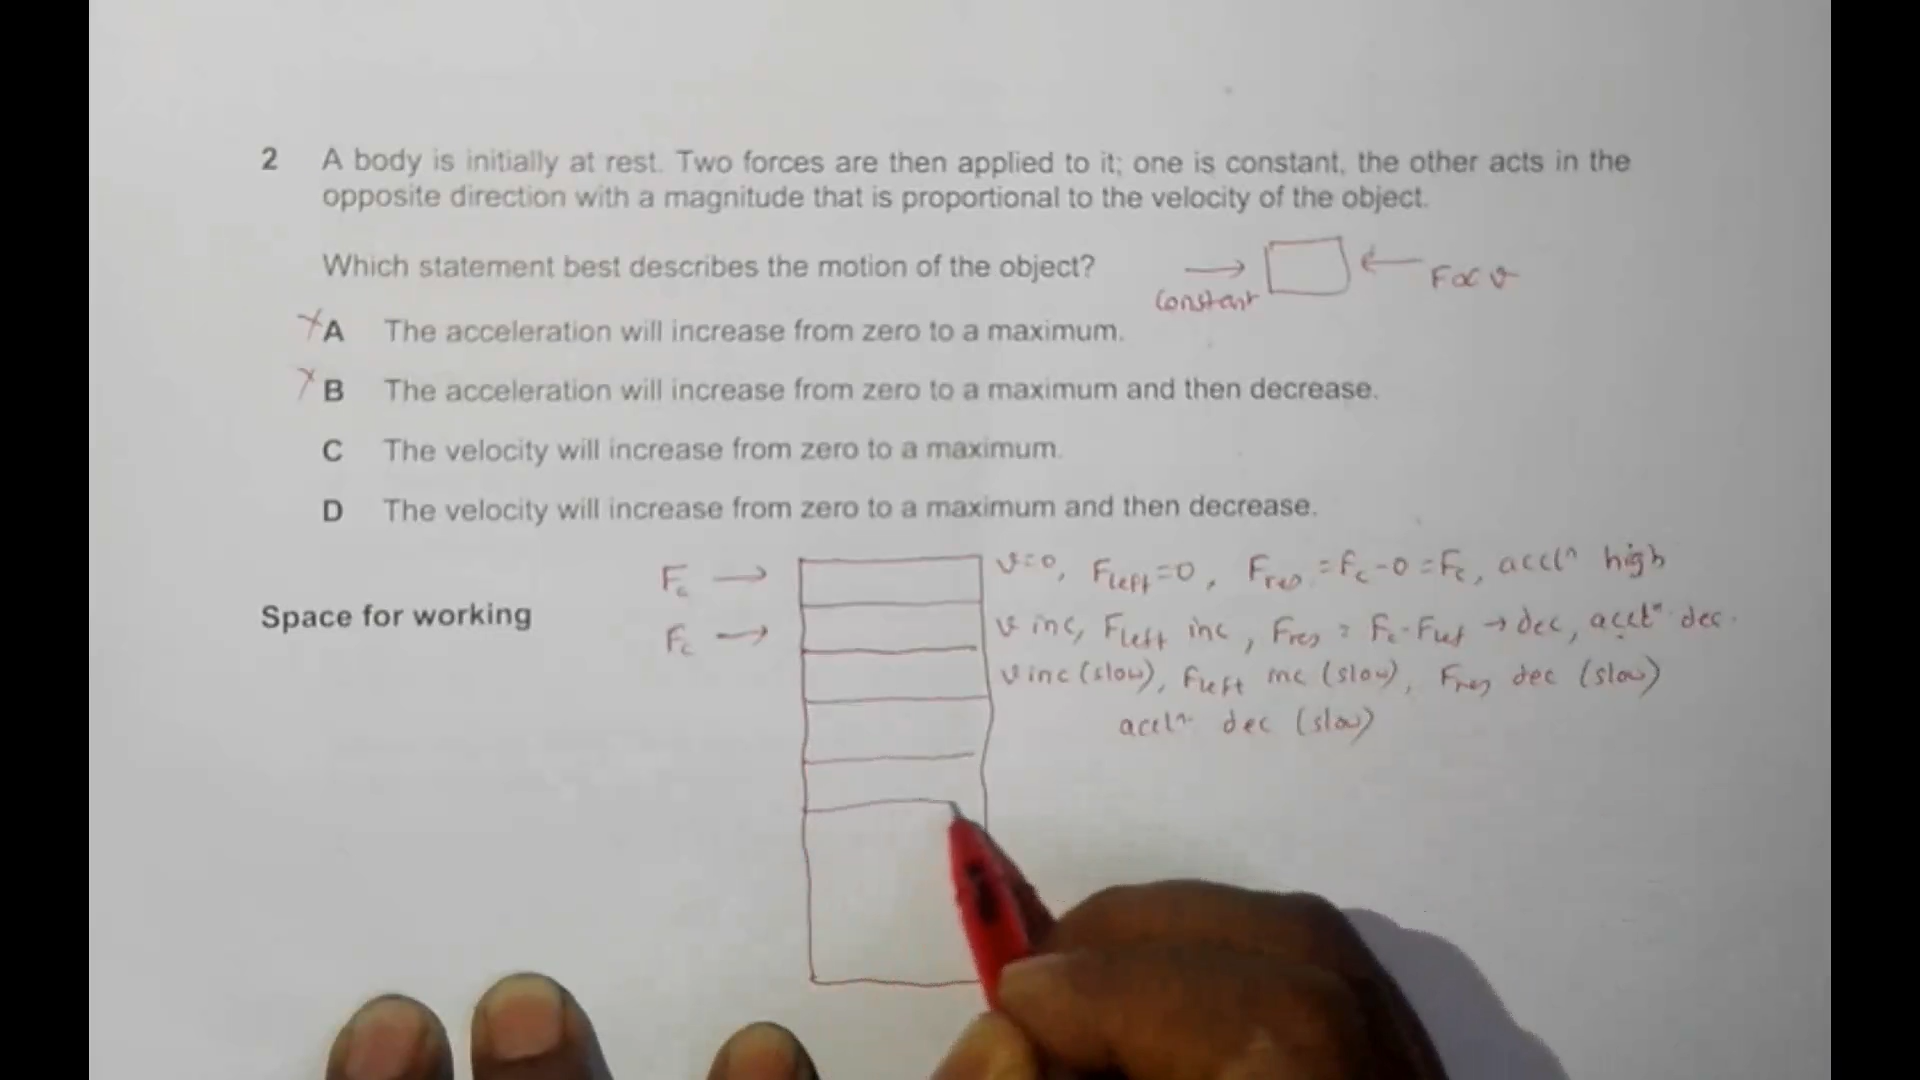 2 A body is initially at rest. Two forces are then applied to it; one is constant, the other acts in the
opposite direction with a magnitude that is proportional to the velocity of the object.
Which statement best describes the motion of the object?
constant
F∝ v
A The acceleration will increase from zero to a maximum.
B The acceleration will increase from zero to a maximum and then decrease.
C The velocity will increase from zero to a maximum.
D The velocity will increase from zero to a maximum and then decrease.
Fc → v=0, Fleft=0, Fres = Fc-0 = Fc, accln high
Space for working
Fc → v inc, Fleft inc, Fres = Fc-Fleft → dec, accln dec.
v inc (slow), Fleft inc (slow), Fres dec (slow)
accln dec (slow)